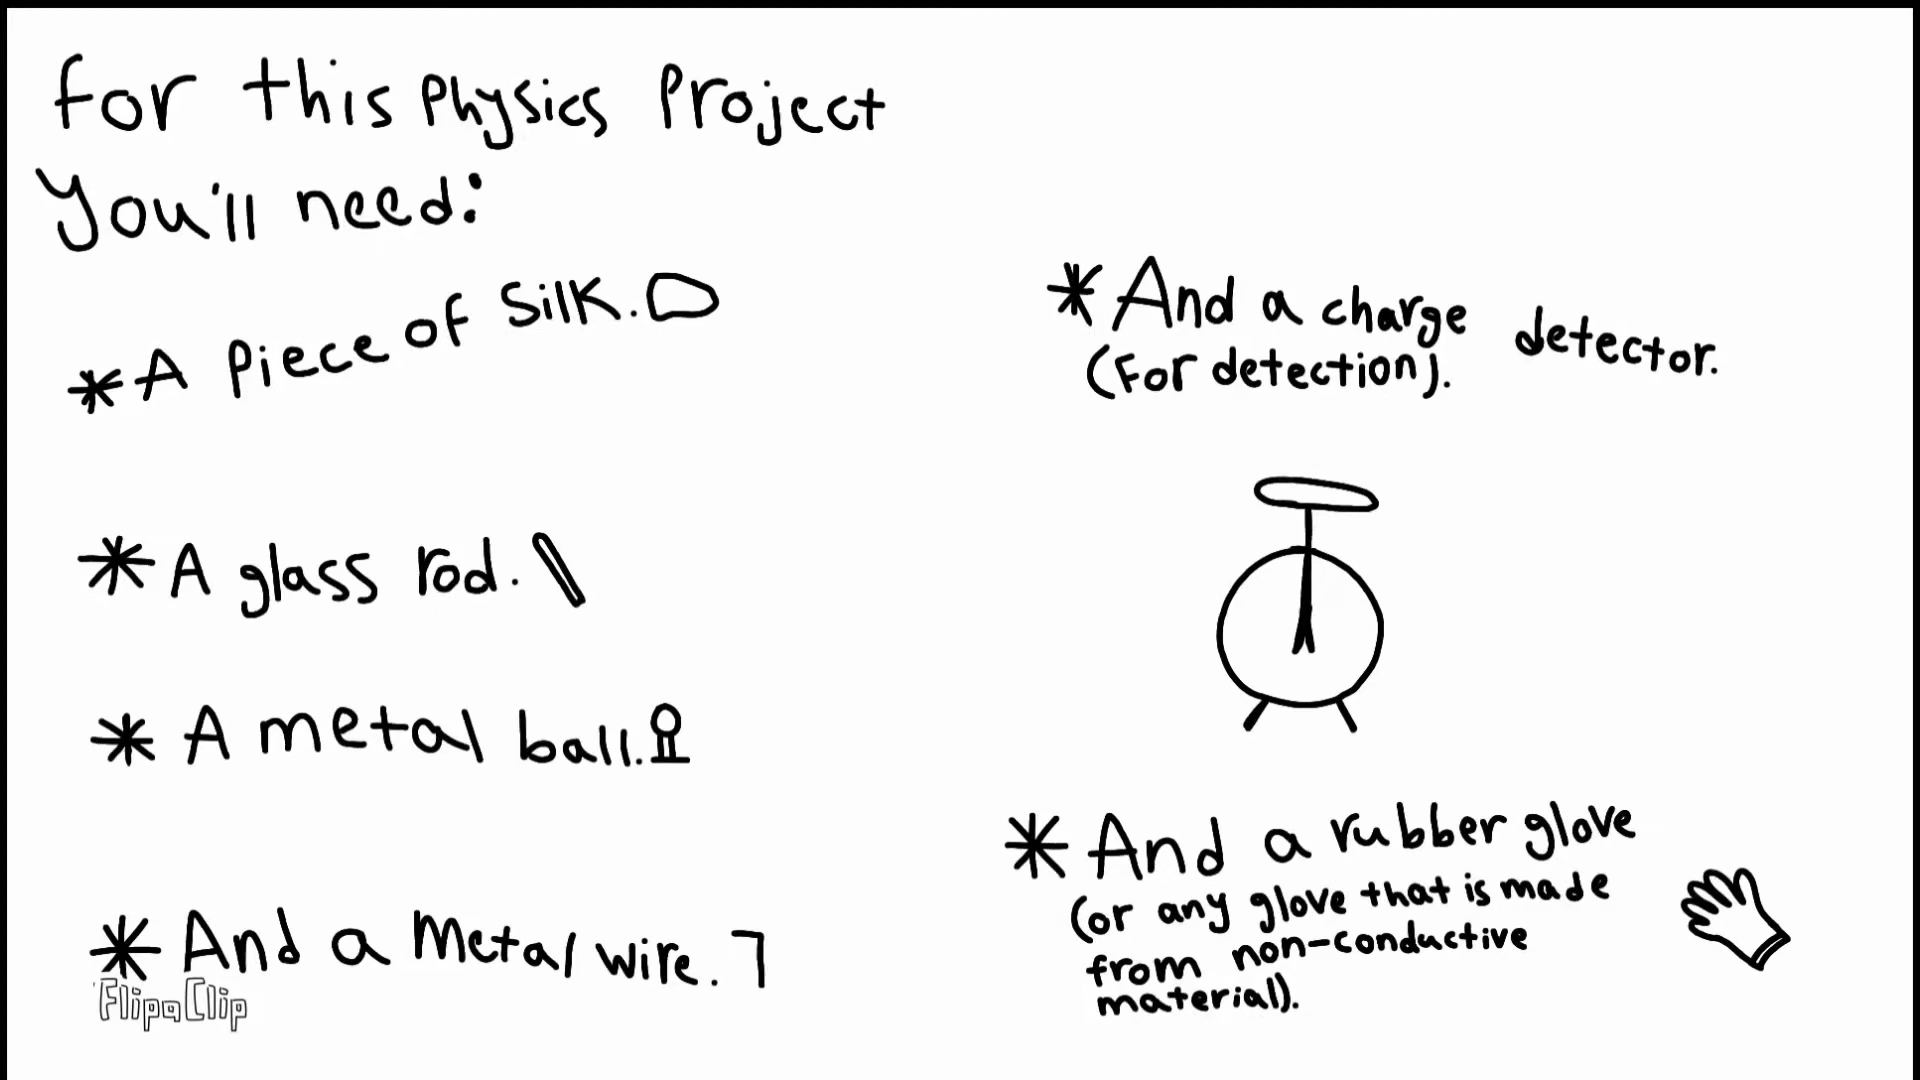 For this Physics Project
You'll need:
* A Piece of Silk.
* A glass rod.
* A metal ball.
* And a metal wire.
FlipaClip
* And a charge detector.
(For detection).
* And a rubber glove
(or any glove that is made
from non-conductive
material).